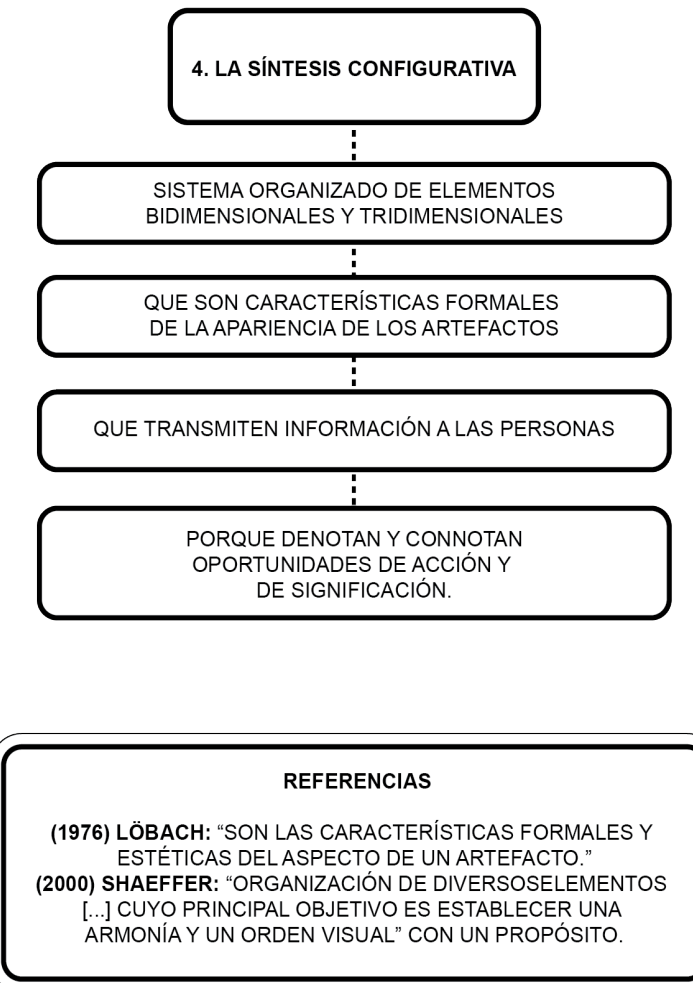 4. LA SÍNTESIS CONFIGURATIVA
SISTEMA ORGANIZADO DE ELEMENTOS
BIDIMENSIONALES Y TRIDIMENSIONALES
QUE SON CARACTERÍSTICAS FORMALES
DE LA APARIENCIA DE LOS ARTEFACTOS
QUE TRANSMITEN INFORMACIÓN A LAS PERSONAS
PORQUE DENOTAN Y CONNOTAN
OPORTUNIDADES DE ACCIÓN Y
DE SIGNIFICACIÓN.
REFERENCIAS
(1976) LÖBACH: “SON LAS CARACTERÍSTICAS FORMALES Y
ESTÉTICAS DEL ASPECTO DE UN ARTEFACTO.”
(2000) SHAEFFER: “ORGANIZACIÓN DE DIVERSOSELEMENTOS
[...] CUYO PRINCIPAL OBJETIVO ES ESTABLECER UNA
ARMONÍA Y UN ORDEN VISUAL” CON UN PROPÓSITO.